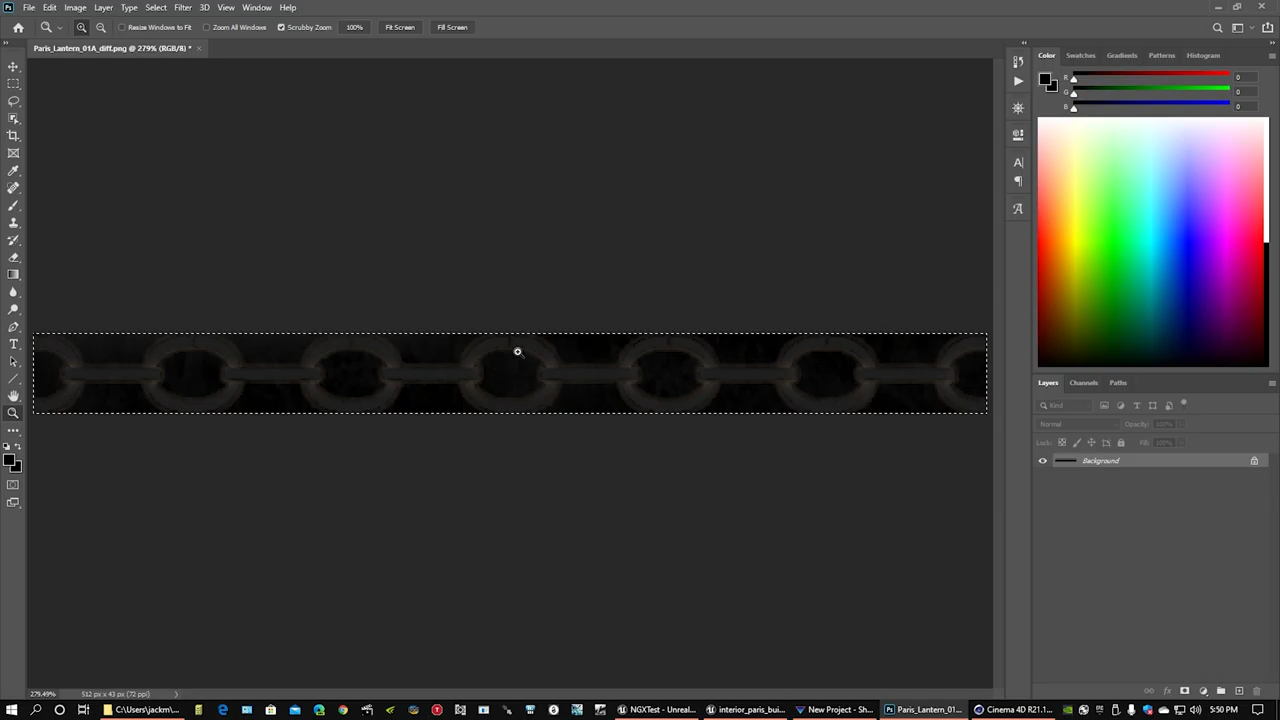 File Edit Image Layer Type Select Filter 3D View Window Help
Resize Windows to Fit Zoom All Windows Scrubby Zoom 100% Fit Screen Fill Screen
Paris_Lantern_01A_diff.png @ 279% (RGB/8) *
Color Swatches Gradients Patterns Histogram
R 0
G 0
B 0
Layers Channels Paths
Kind
Normal Opacity: 100%
Lock: Fill: 100%
Background
279.49% 512 px x 43 px (72 ppi)
C:\Users\jackm\... NGXTest - Unreal... interior_paris_bui... New Project - Sh... Paris_Lantern_01... Cinema 4D R21.1... 5:50 PM